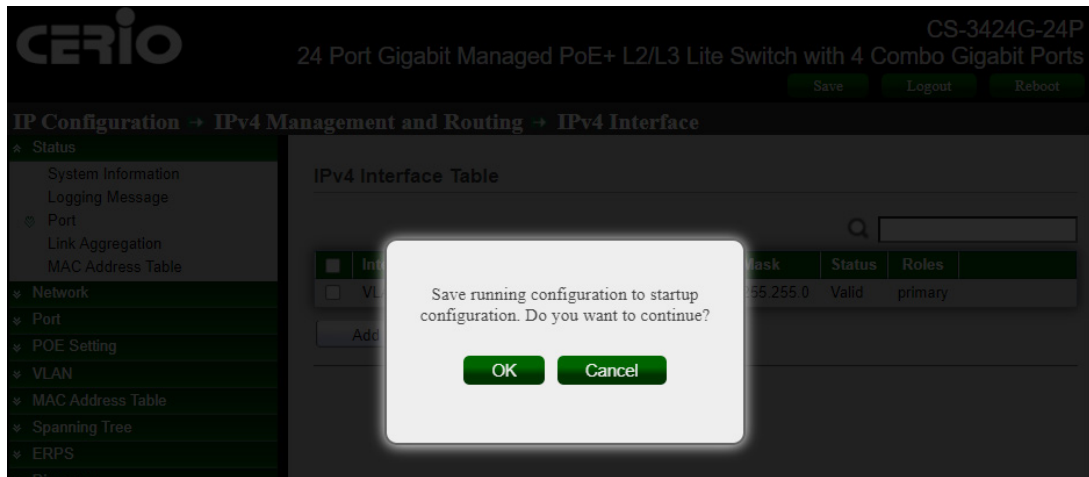 CERIO
CS-3424G-24P
24 Port Gigabit Managed PoE+ L2/L3 Lite Switch with 4 Combo Gigabit Ports
Save Logout Reboot
IP Configuration → IPv4 Management and Routing → IPv4 Interface
Status
System Information
Logging Message
Port
Link Aggregation
MAC Address Table
Network
Port
POE Setting
VLAN
MAC Address Table
Spanning Tree
ERPS
IPv4 Interface Table
Mask Status Roles
255.255.0 Valid primary
Add
Save running configuration to startup
configuration. Do you want to continue?
OK Cancel